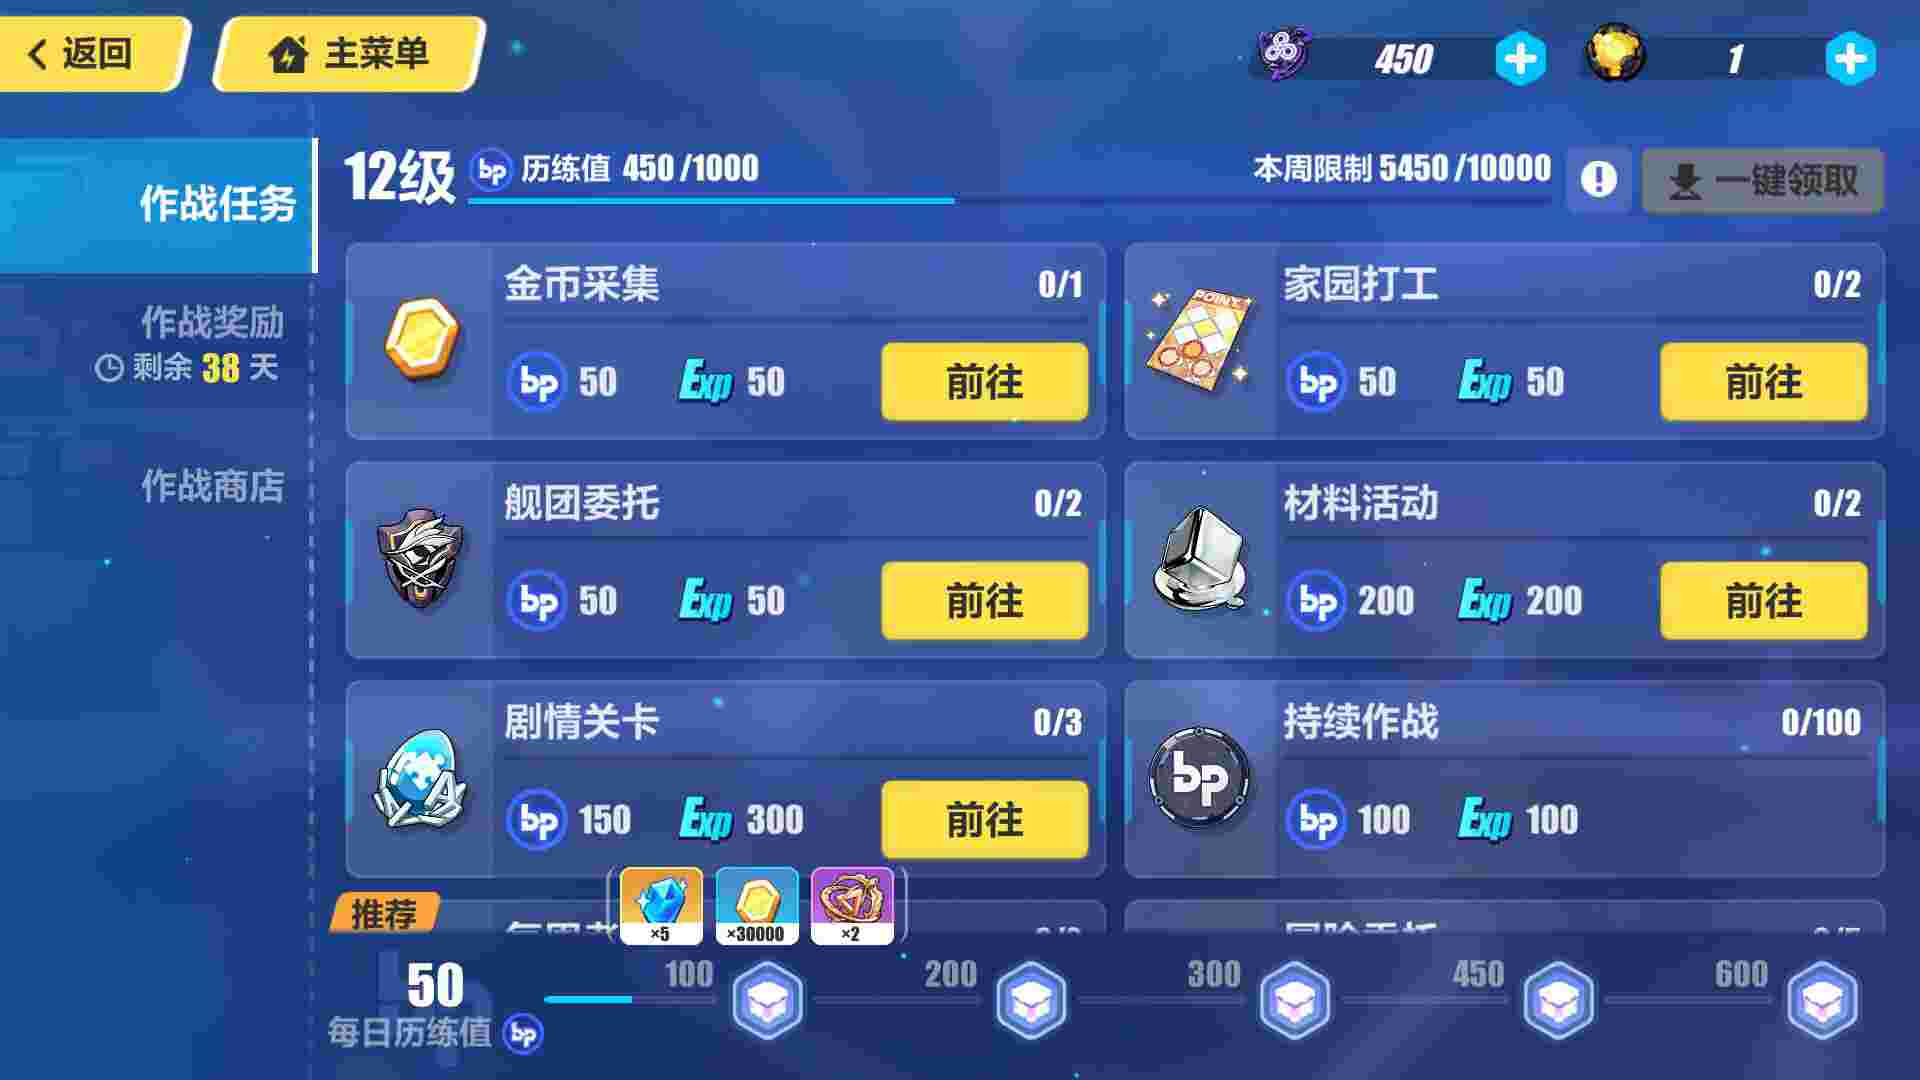 返回
主菜单
450
1
作战任务
作战奖励
剩余 38 天
作战商店
12级 bp 历练值 450 /1000
本周限制 5450 /10000
一键领取
金币采集 0/1
bp 50 Exp 50 前往
家园打工 0/2
POINT
bp 50 Exp 50 前往
舰团委托 0/2
bp 50 Exp 50 前往
材料活动 0/2
bp 200 Exp 200 前往
剧情关卡 0/3
bp 150 Exp 300 前往
持续作战 0/100
bp
bp 100 Exp 100
推荐
×5
×30000
×2
50
每日历练值 bp
100
200
300
450
600